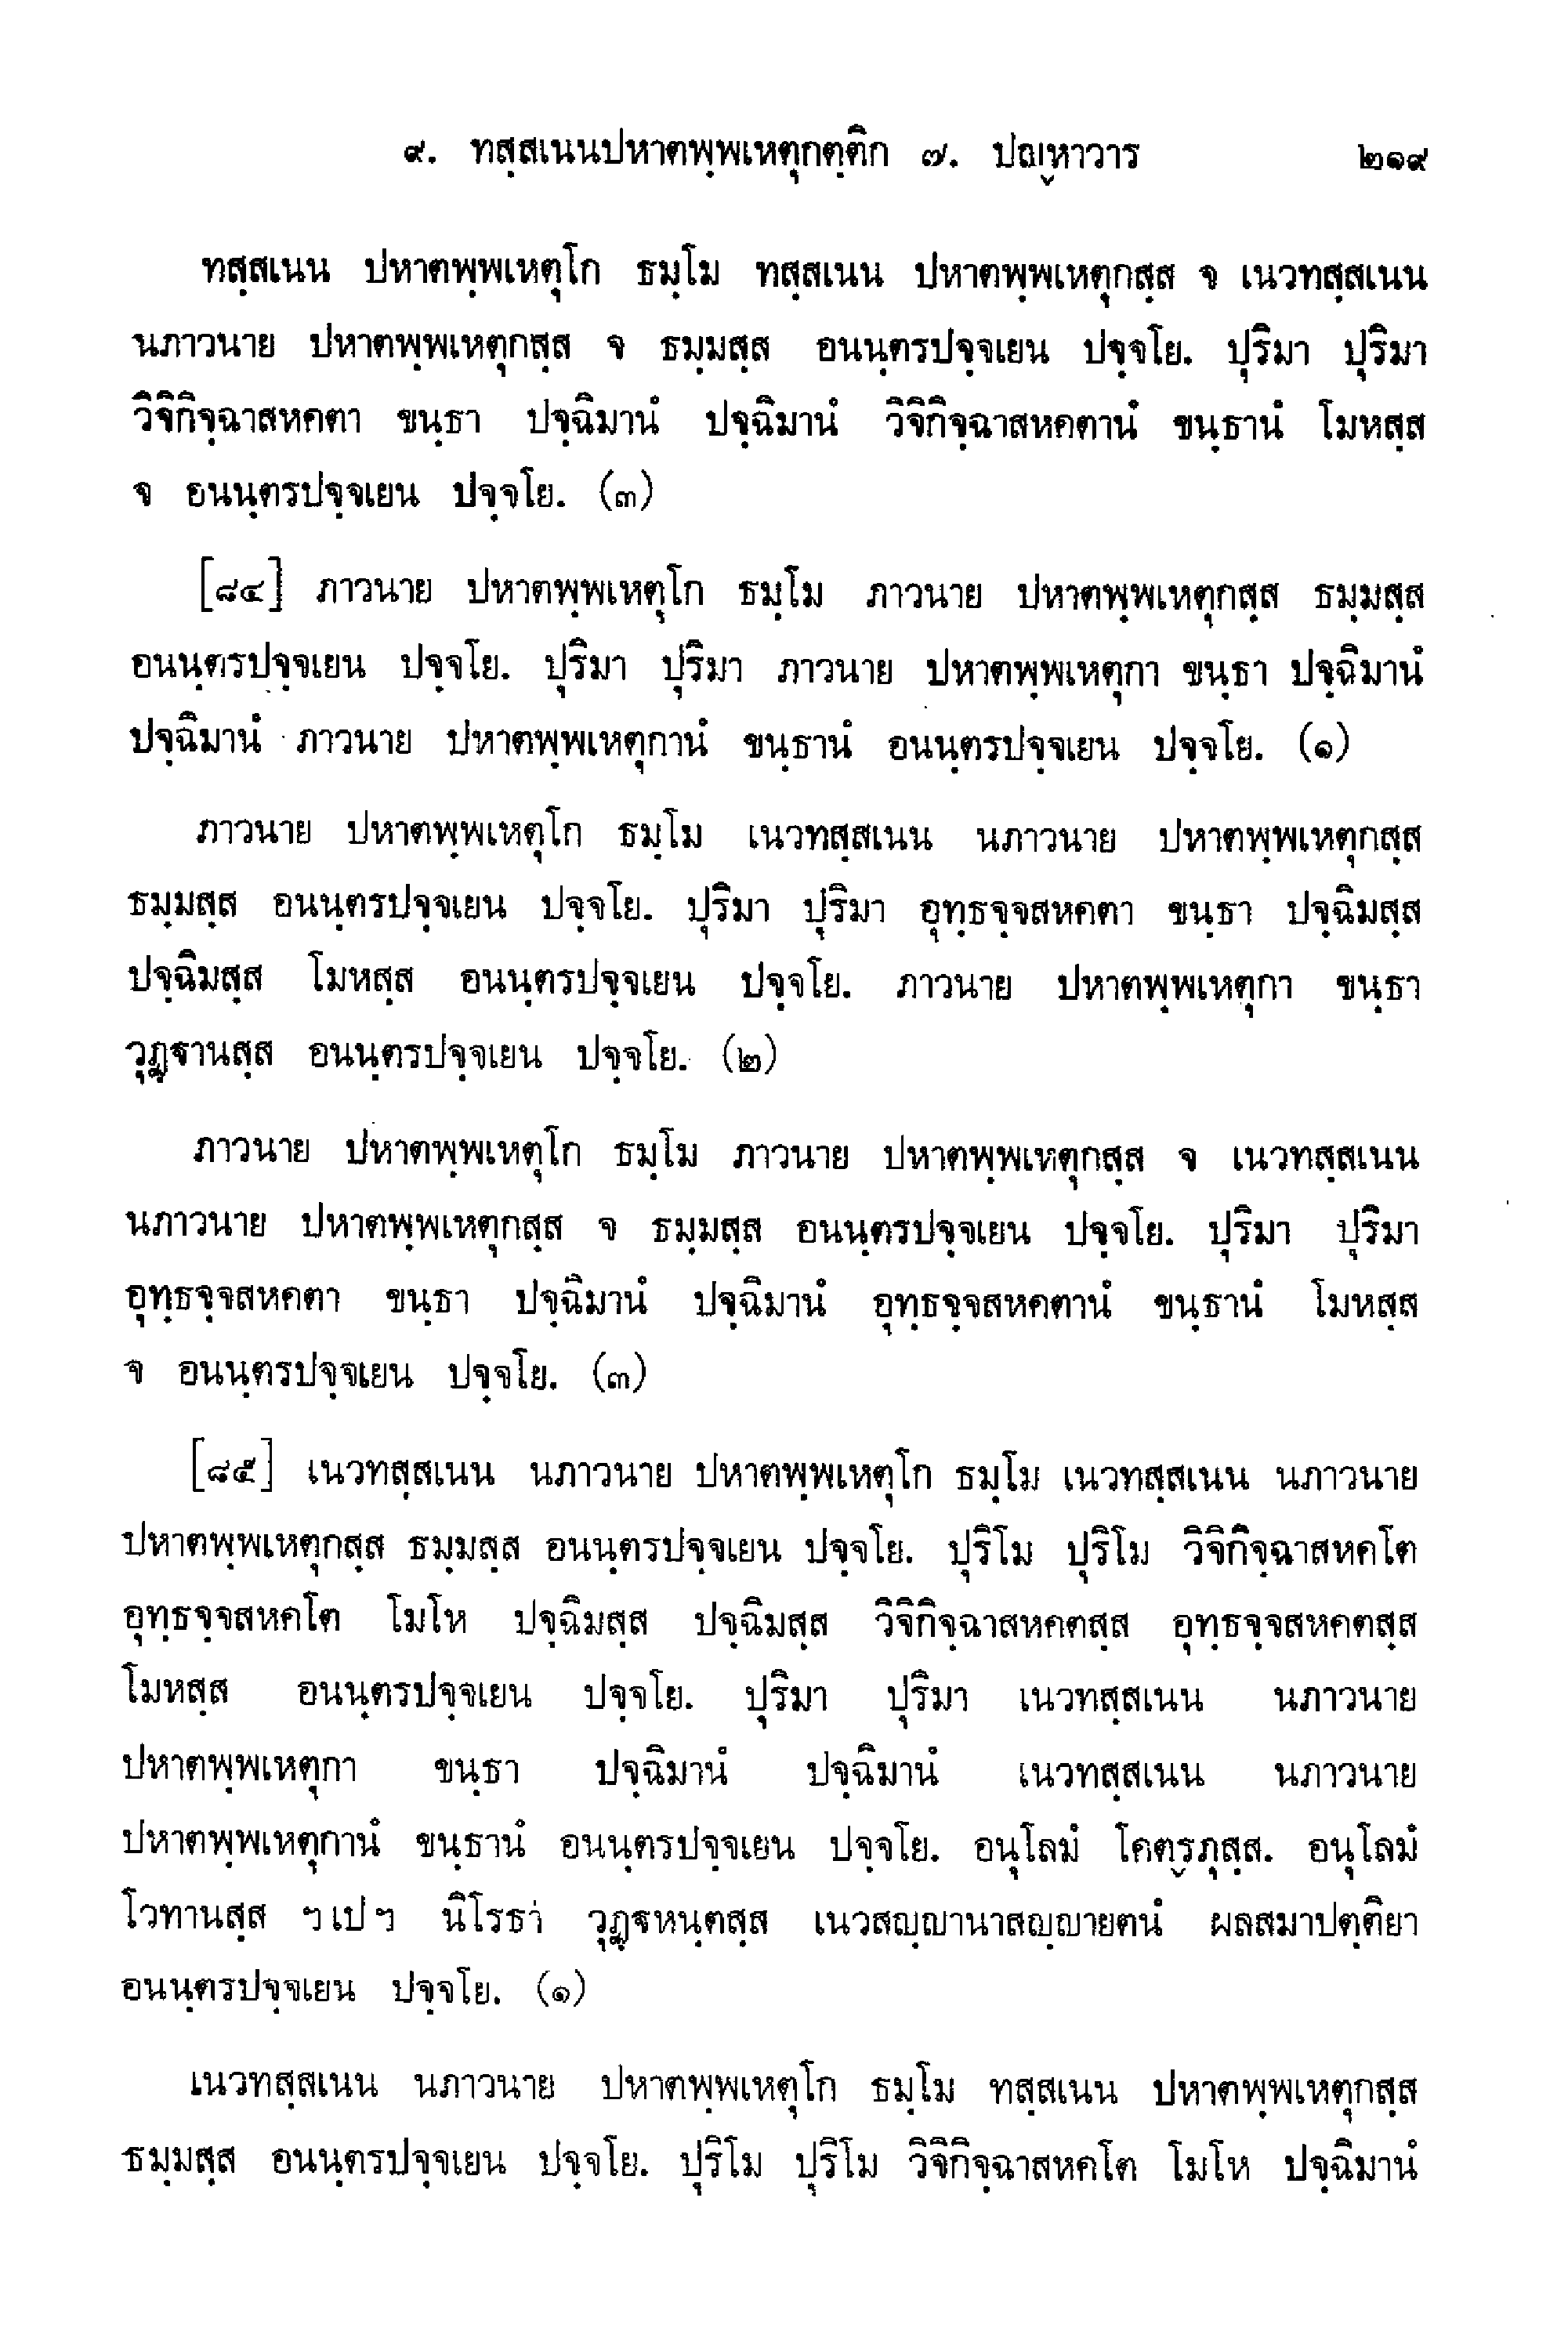 ๙. ทสฺสเนนปหาตพฺพเหตุกตฺติก ๗. ปญฺหาวาร ๒๑๙
ทสฺสเนน ปหาตพฺพเหตุโก ธมฺโม ทสฺสเนน ปหาตพฺพเหตุกสฺส จ เนวทสฺสเนน
นภาวนาย ปหาตพฺพเหตุกสฺส จ ธมฺมสฺส อนนฺตรปจฺจเยน ปจฺจโย. ปุริมา ปุริมา
วิจิกิจฺฉาสหคตา ขนฺธา ปจฺฉิมานํ ปจฺฉิมานํ วิจิกิจฺฉาสหคตานํ ขนฺธานํ โมหสฺส
จ อนนฺตรปจฺจเยน ปจฺจโย. (๓)
[๘๔] ภาวนาย ปหาตพฺพเหตุโก ธมฺโม ภาวนาย ปหาตพฺพเหตุกสฺส ธมฺมสฺส
อนนฺตรปจฺจเยน ปจฺจโย. ปุริมา ปุริมา ภาวนาย ปหาตพฺพเหตุกา ขนฺธา ปจฺฉิมานํ
ปจฺฉิมานํ ภาวนาย ปหาตพฺพเหตุกานํ ขนฺธานํ อนนฺตรปจฺจเยน ปจฺจโย. (๑)
ภาวนาย ปหาตพฺพเหตุโก ธมฺโม เนวทสฺสเนน นภาวนาย ปหาตพฺพเหตุกสฺส
ธมฺมสฺส อนนฺตรปจฺจเยน ปจฺจโย. ปุริมา ปุริมา อุทฺธจฺจสหคตา ขนฺธา ปจฺฉิมสฺส
ปจฺฉิมสฺส โมหสฺส อนนฺตรปจฺจเยน ปจฺจโย. ภาวนาย ปหาตพฺพเหตุกา ขนฺธา
วุฏฺฐานสฺส อนนฺตรปจฺจเยน ปจฺจโย. (๒)
ภาวนาย ปหาตพฺพเหตุโก ธมฺโม ภาวนาย ปหาตพฺพเหตุกสฺส จ เนวทสฺสเนน
นภาวนาย ปหาตพฺพเหตุกสฺส จ ธมฺมสฺส อนนฺตรปจฺจเยน ปจฺจโย. ปุริมา ปุริมา
อุทฺธจฺจสหคตา ขนฺธา ปจฺฉิมานํ ปจฺฉิมานํ อุทฺธจฺจสหคตานํ ขนฺธานํ โมหสฺส
จ อนนฺตรปจฺจเยน ปจฺจโย. (๓)
[๘๕] เนวทสฺสเนน นภาวนาย ปหาตพฺพเหตุโก ธมฺโม เนวทสฺสเนน นภาวนาย
ปหาตพฺพเหตุกสฺส ธมฺมสฺส อนนฺตรปจฺจเยน ปจฺจโย. ปุริโม ปุริโม วิจิกิจฺฉาสหคโต
อุทฺธจฺจสหคโต โมโห ปจฺฉิมสฺส ปจฺฉิมสฺส วิจิกิจฺฉาสหคตสฺส อุทฺธจฺจสหคตสฺส
โมหสฺส อนนฺตรปจฺจเยน ปจฺจโย. ปุริมา ปุริมา เนวทสฺสเนน นภาวนาย
ปหาตพฺพเหตุกา ขนฺธา ปจฺฉิมานํ ปจฺฉิมานํ เนวทสฺสเนน นภาวนาย
ปหาตพฺพเหตุกานํ ขนฺธานํ อนนฺตรปจฺจเยน ปจฺจโย. อนุโลมํ โคตฺรภุสฺส. อนุโลมํ
โวทานสฺส ฯเปฯ นิโรธา วุฏฺฐหนฺตสฺส เนวสญฺญานาสญฺญายตนํ ผลสมาปตฺติยา
อนนฺตรปจฺจเยน ปจฺจโย. (๑)
เนวทสฺสเนน นภาวนาย ปหาตพฺพเหตุโก ธมฺโม ทสฺสเนน ปหาตพฺพเหตุกสฺส
ธมฺมสฺส อนนฺตรปจฺจเยน ปจฺจโย. ปุริโม ปุริโม วิจิกิจฺฉาสหคโต โมโห ปจฺฉิมานํ